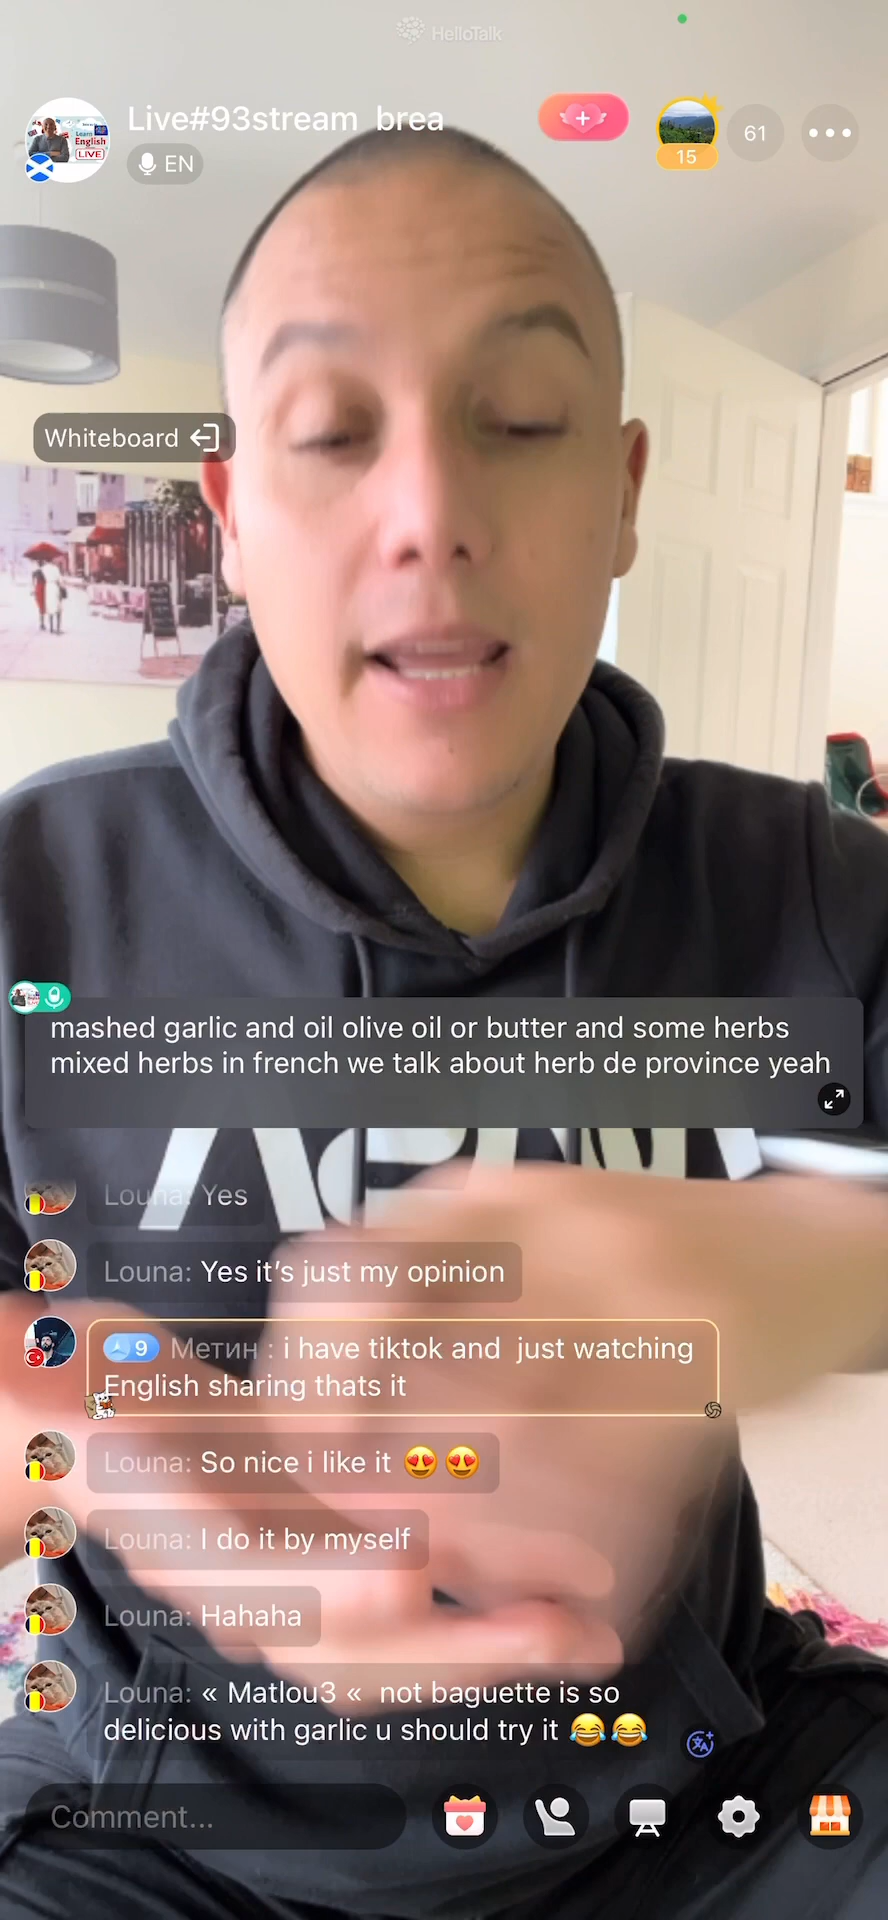 HelloTalk
Live#93stream brea
EN
15
61
Learn
English
LIVE
Whiteboard
mashed garlic and oil olive oil or butter and some herbs
mixed herbs in french we talk about herb de province yeah
Louna: Yes
Louna: Yes it’s just my opinion
9 Метин : i have tiktok and just watching
English sharing thats it
Louna: So nice i like it 😍 😍
Louna: I do it by myself
Louna: Hahaha
Louna: « Matlou3 « not baguette is so
delicious with garlic u should try it 😂 😂
Comment...